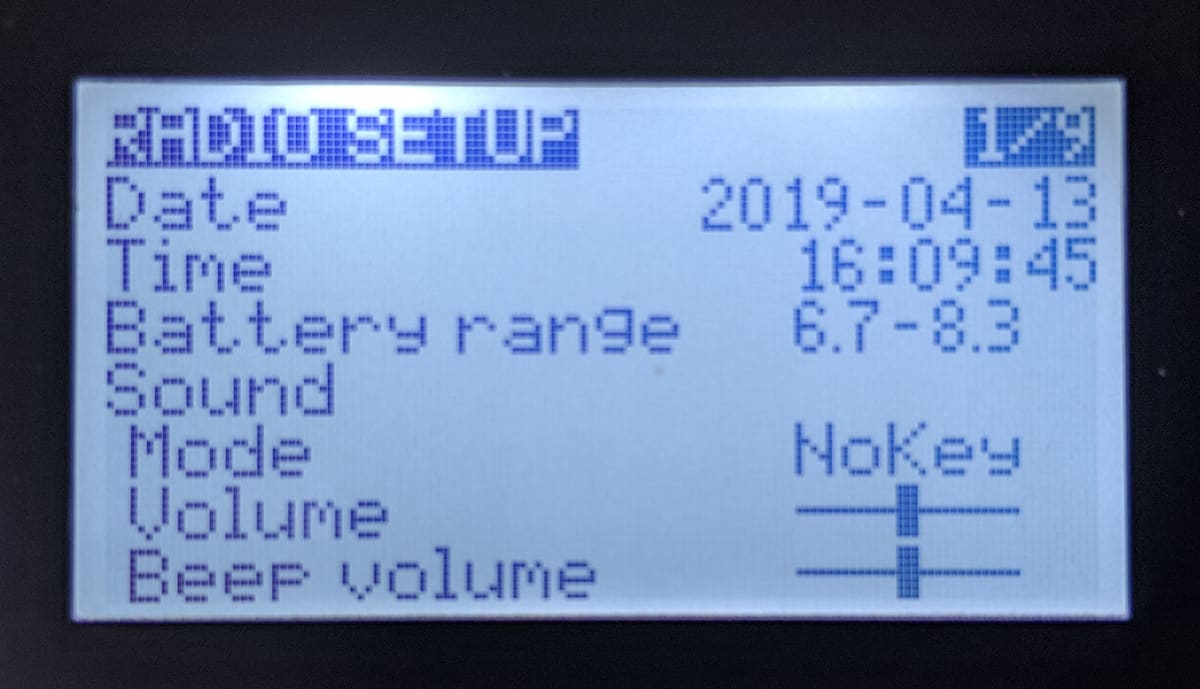 RADIO SETUP 1/9
Date 2019-04-13
Time 16:09:45
Battery range 6.7-8.3
Sound
Mode NoKey
Volume
Beep volume